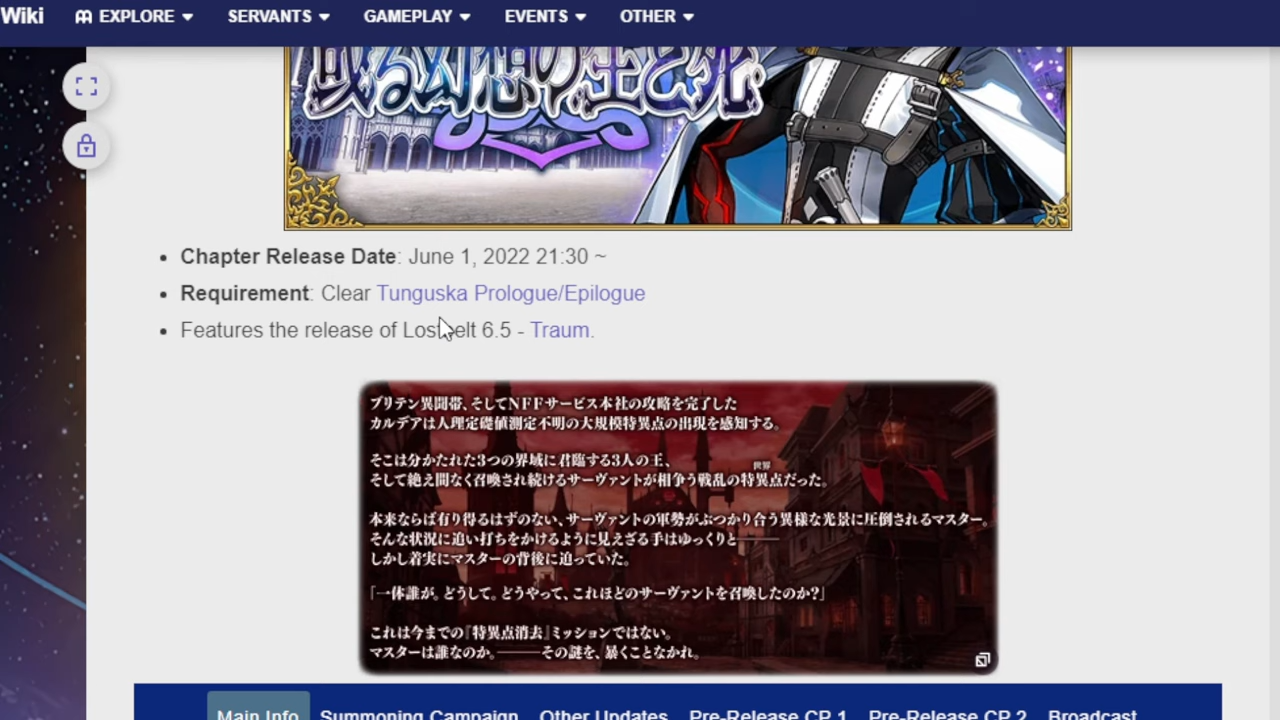 Wiki EXPLORE SERVANTS GAMEPLAY EVENTS OTHER
或る幻想の生と死
Chapter Release Date: June 1, 2022 21:30 ~
Requirement: Clear Tunguska Prologue/Epilogue
Features the release of Lostbelt 6.5 - Traum.
ブリテン異聞帯、そしてNFFサービス本社の攻略を完了した
カルデアは人理定礎値測定不明の大規模特異点の出現を感知する。
そこは分かたれた3つの界域に君臨する3人の王、
世界
そして絶え間なく召喚され続けるサーヴァントが相争う戦乱の特異点だった。
本来ならば有り得るはずのない、サーヴァントの軍勢がぶつかり合う異様な光景に圧倒されるマスター。
そんな状況に追い打ちをかけるように見えざる手はゆっくりと───
しかし着実にマスターの背後に迫っていた。
「一体誰が。どうして。どうやって、これほどのサーヴァントを召喚したのか?」
これは今までの『特異点消去』ミッションではない。
マスターは誰なのか。───その謎を、暴くことなかれ。
Main Info Summoning Campaign Other Updates Pre-Release CP 1 Pre-Release CP 2 Broadcast